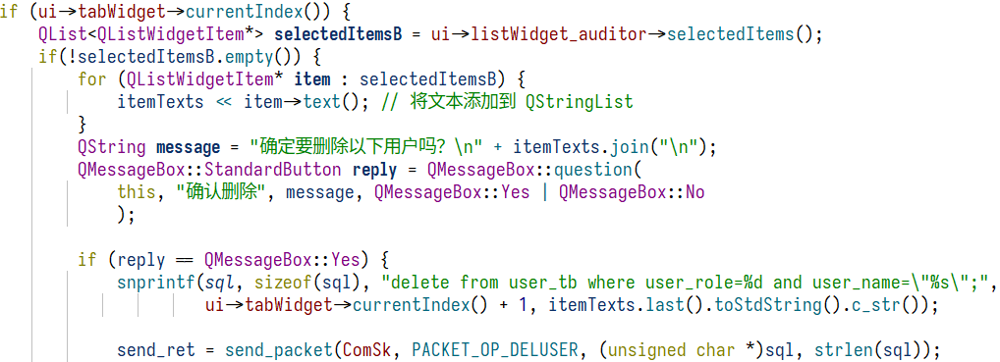 if (ui->tabWidget->currentIndex()) {
    QList<QListWidgetItem*> selectedItemsB = ui->listWidget_auditor->selectedItems();
    if(!selectedItemsB.empty()) {
        for (QListWidgetItem* item : selectedItemsB) {
            itemTexts << item->text(); // 将文本添加到 QStringList
        }
        QString message = "确定要删除以下用户吗？\n" + itemTexts.join("\n");
        QMessageBox::StandardButton reply = QMessageBox::question(
            this, "确认删除", message, QMessageBox::Yes | QMessageBox::No
            );

        if (reply == QMessageBox::Yes) {
            snprintf(sql, sizeof(sql), "delete from user_tb where user_role=%d and user_name=\"%s\";",
                     ui->tabWidget->currentIndex() + 1, itemTexts.last().toStdString().c_str());

            send_ret = send_packet(ComSk, PACKET_OP_DELUSER, (unsigned char *)sql, strlen(sql));